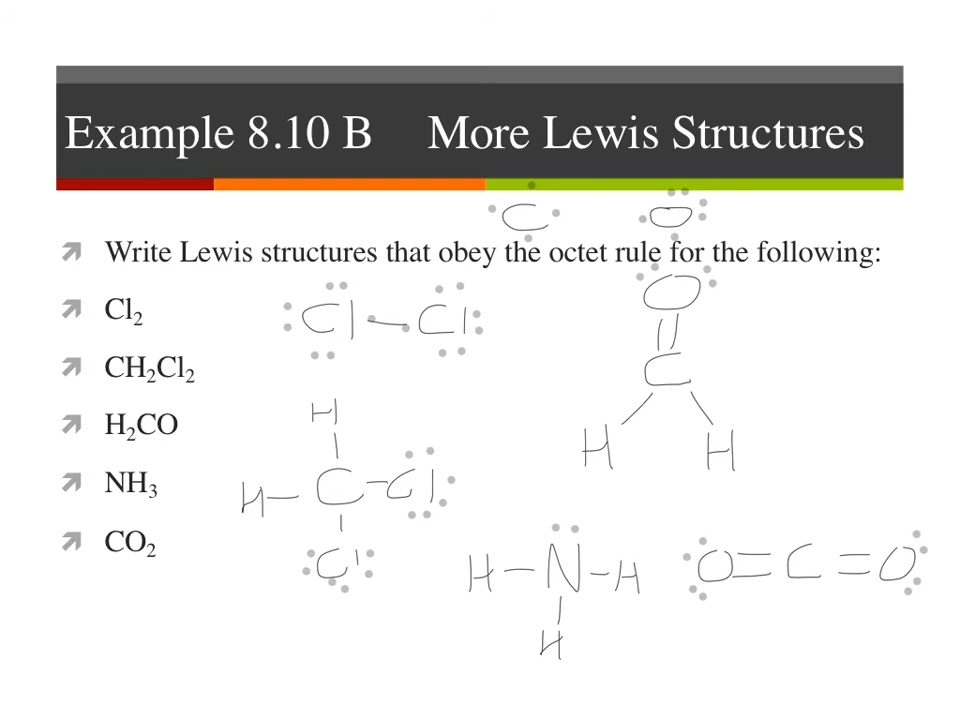 Example 8.10 B More Lewis Structures
C O
Write Lewis structures that obey the octet rule for the following:
Cl₂
Cl – Cl
O
CH₂Cl₂
C
H
H₂CO
H H
NH₃
H – C – Cl
CO₂
Cl
H – N – H
O = C = O
H